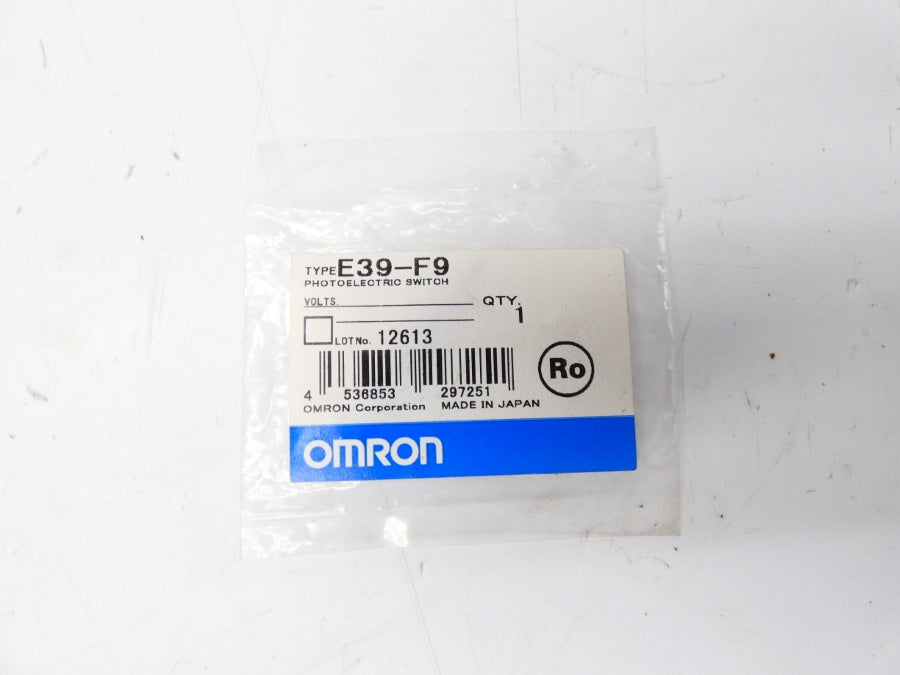 TYPE E39-F9
PHOTOELECTRIC SWITCH
VOLTS.
QTY.
1
LOT No. 12613
Ro
4 536853 297251
OMRON Corporation MADE IN JAPAN
OMRON